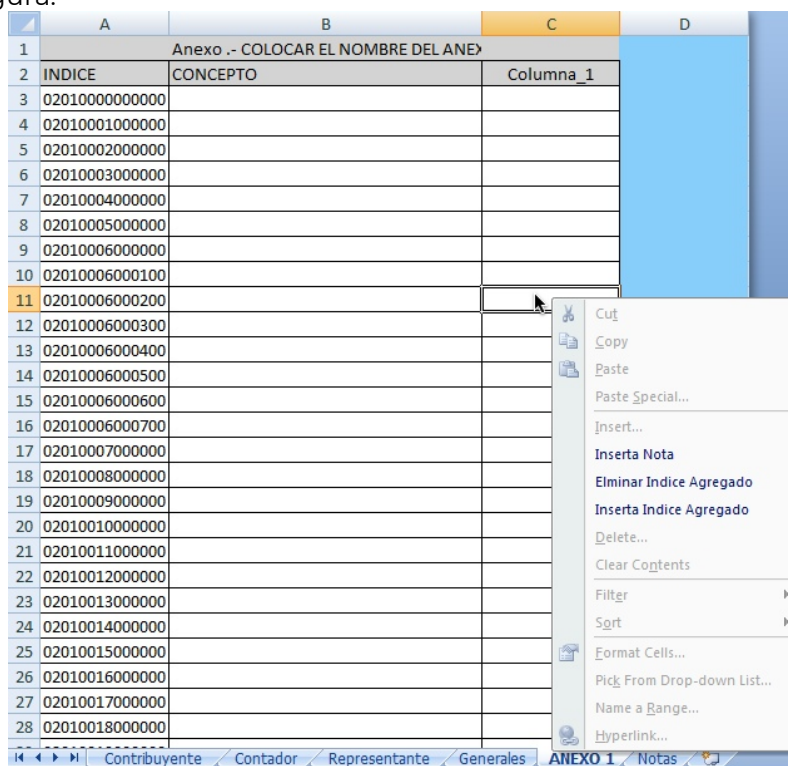 gura.
A B C D
1 Anexo .- COLOCAR EL NOMBRE DEL ANEX
2 INDICE CONCEPTO Columna_1
3 02010000000000
4 02010001000000
5 02010002000000
6 02010003000000
7 02010004000000
8 02010005000000
9 02010006000000
10 02010006000100
11 02010006000200
12 02010006000300
13 02010006000400
14 02010006000500
15 02010006000600
16 02010006000700
17 02010007000000
18 02010008000000
19 02010009000000
20 02010010000000
21 02010011000000
22 02010012000000
23 02010013000000
24 02010014000000
25 02010015000000
26 02010016000000
27 02010017000000
28 02010018000000
Cut
Copy
Paste
Paste Special...
Insert...
Inserta Nota
Elminar Indice Agregado
Inserta Indice Agregado
Delete...
Clear Contents
Filter
Sort
Format Cells...
Pick From Drop-down List...
Name a Range...
Hyperlink...
Contribuyente Contador Representante Generales ANEXO 1 Notas